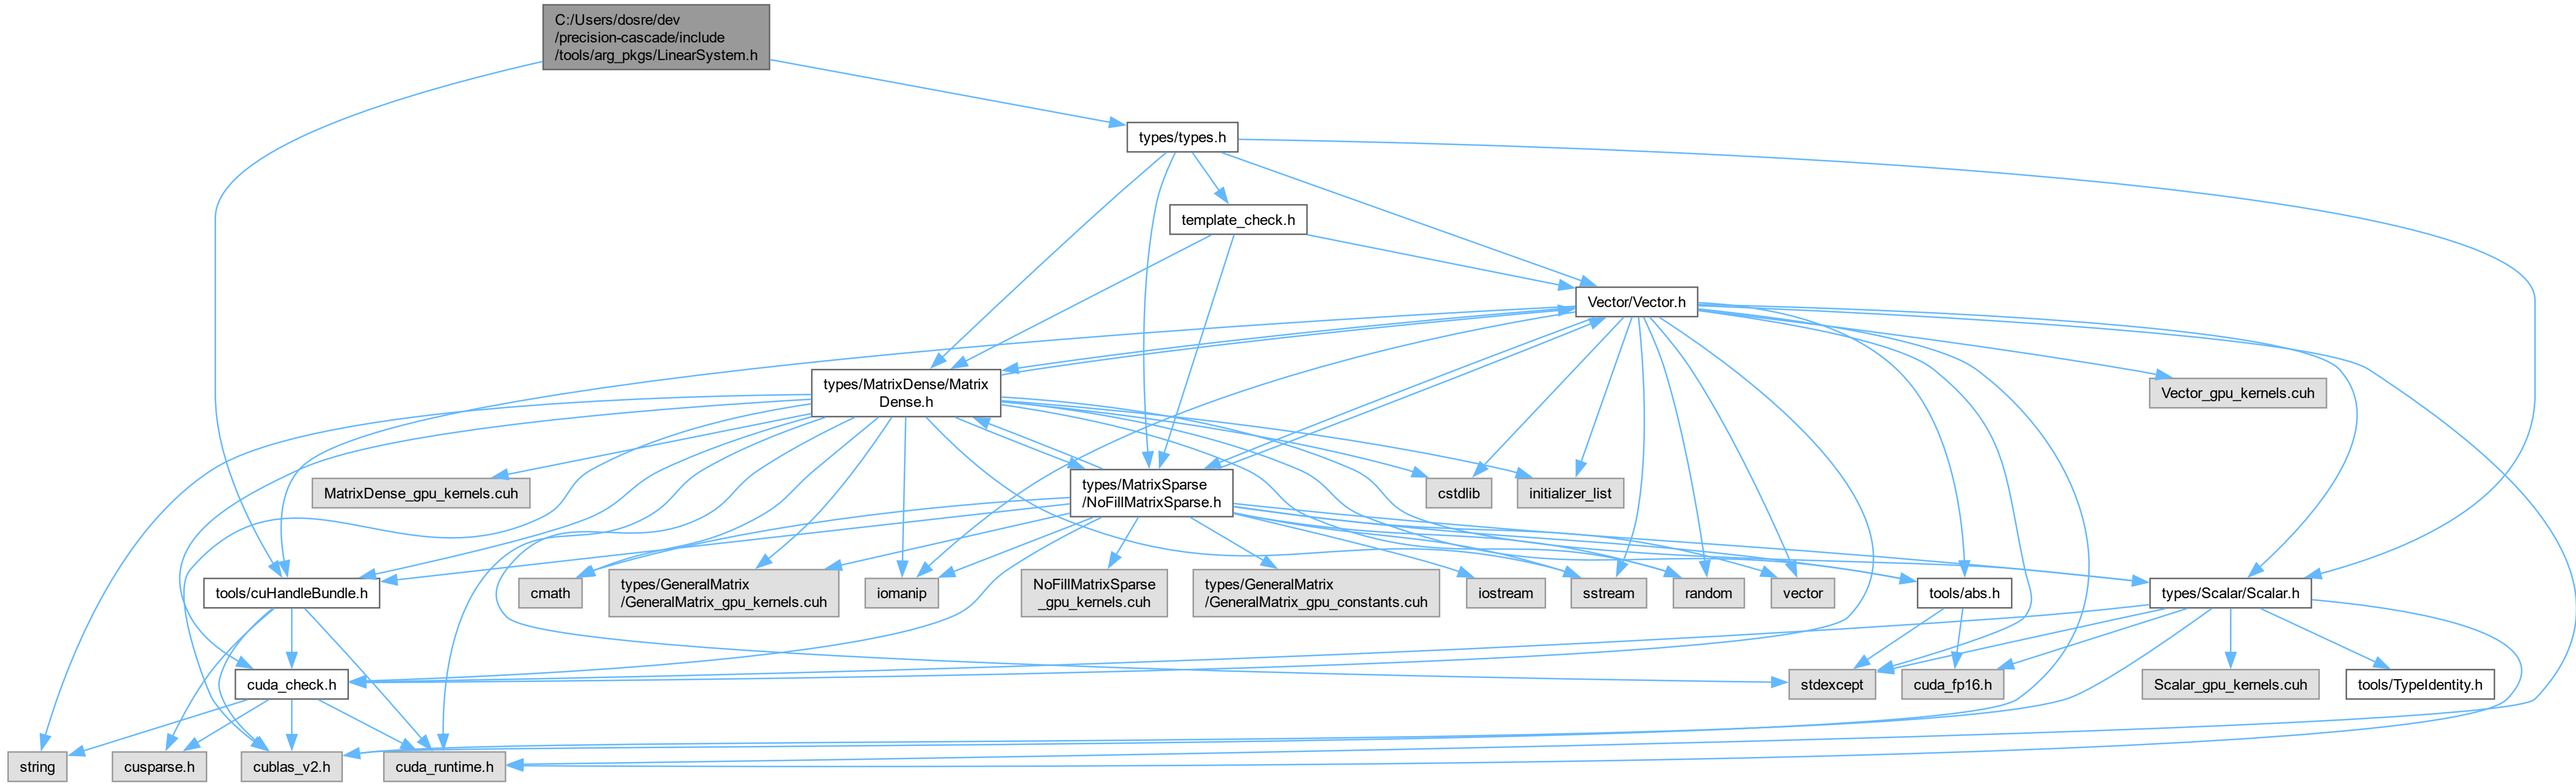 C:/Users/dosre/dev
/precision-cascade/include
/tools/arg_pkgs/LinearSystem.h
types/types.h
template_check.h
Vector/Vector.h
types/MatrixDense/Matrix
Dense.h
Vector_gpu_kernels.cuh
MatrixDense_gpu_kernels.cuh
types/MatrixSparse
/NoFillMatrixSparse.h
cstdlib
initializer_list
tools/cuHandleBundle.h
cmath
types/GeneralMatrix
/GeneralMatrix_gpu_kernels.cuh
iomanip
NoFillMatrixSparse
_gpu_kernels.cuh
types/GeneralMatrix
/GeneralMatrix_gpu_constants.cuh
iostream
sstream
random
vector
tools/abs.h
types/Scalar/Scalar.h
cuda_check.h
stdexcept
cuda_fp16.h
Scalar_gpu_kernels.cuh
tools/TypeIdentity.h
string
cusparse.h
cublas_v2.h
cuda_runtime.h